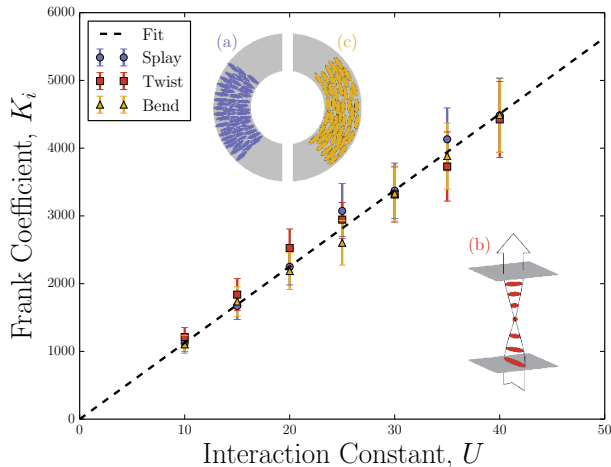 6000
5000
4000
3000
2000
1000
0
Frank Coefficient, K_i
Fit
Splay
Twist
Bend
(a)
(c)
(b)
0
10
20
30
40
50
Interaction Constant, U